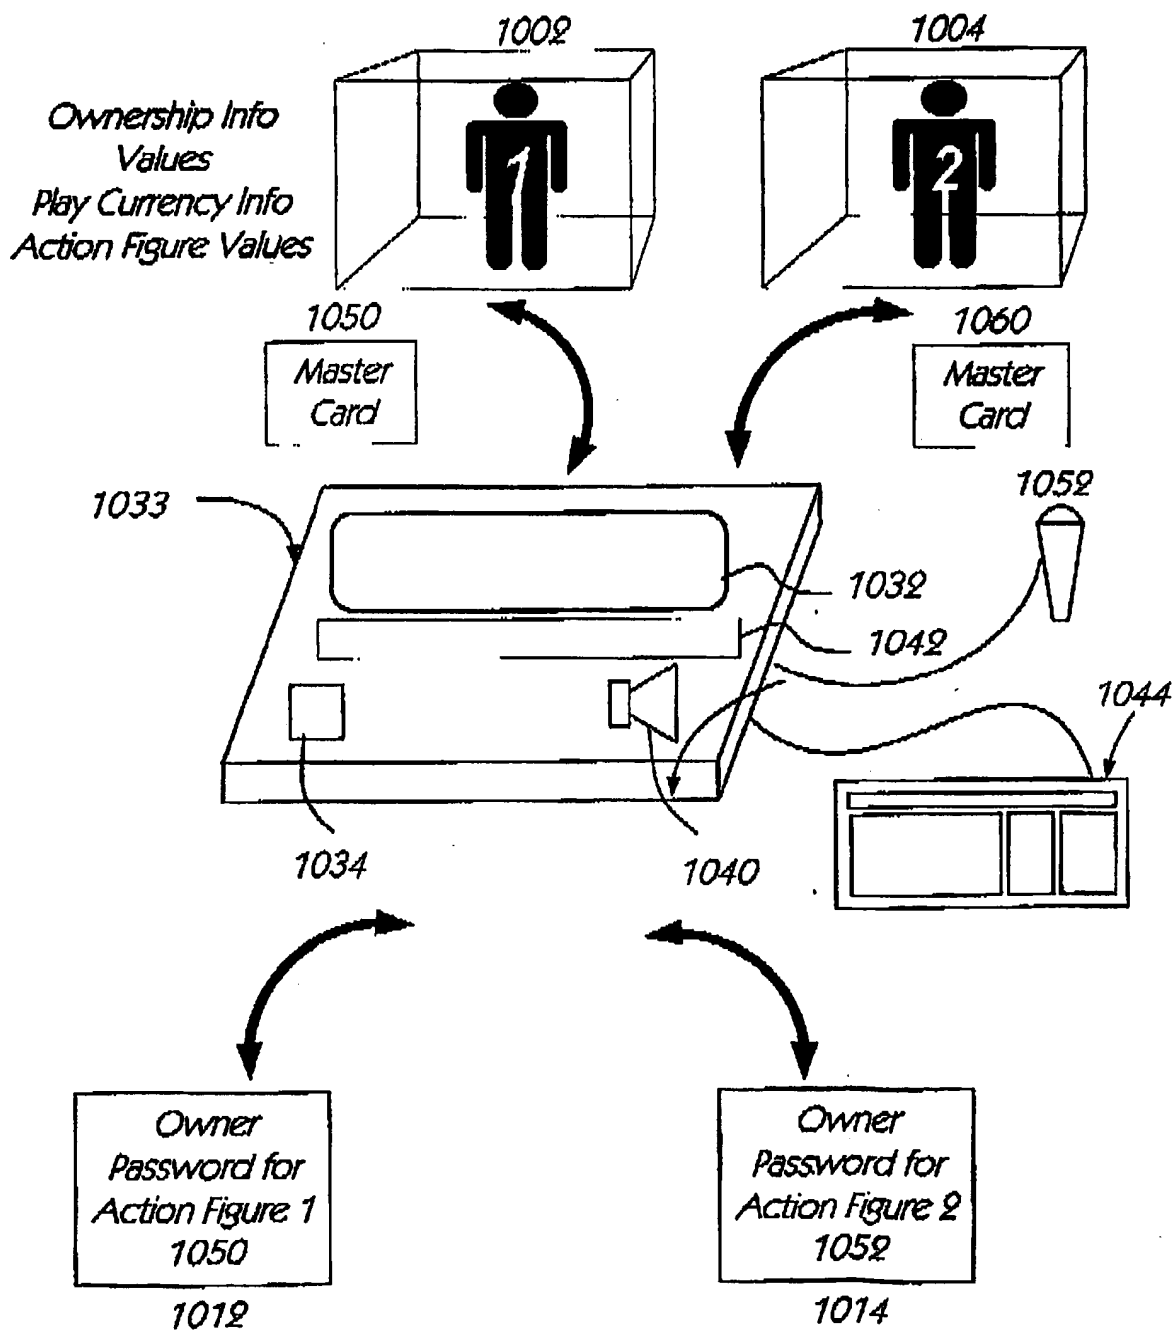 1002
1004
Ownership Info
Values
Play Currency Info
Action Figure Values
1
2
1050
1060
Master
Card
Master
Card
1033
1052
1032
1042
1044
1034
1040
Owner
Password for
Action Figure 1
1050
Owner
Password for
Action Figure 2
1052
1012
1014